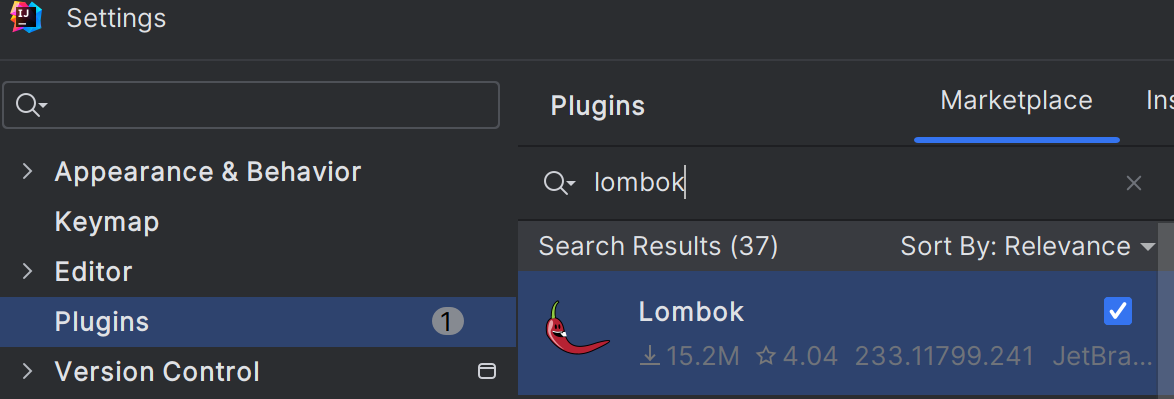 IJ
Settings
Plugins
Marketplace
Ins
lombok
Appearance & Behavior
Keymap
Editor
Plugins 1
Version Control
Search Results (37)
Sort By: Relevance
Lombok
15.2M 4.04 233.11799.241 JetBra...